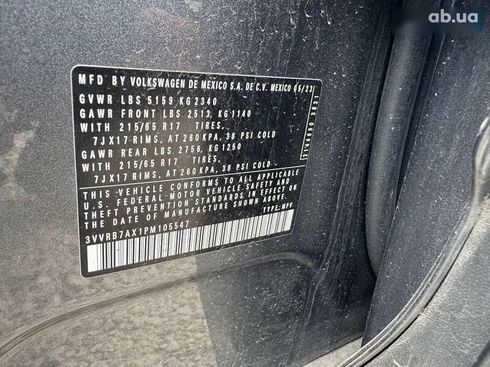 ab.ua
MFD BY VOLKSWAGEN DE MEXICO S.A. DE C.V. MEXICO 05/23
GVWR LBS 5159 KG 2340
GAWR FRONT LBS 2513, KG 1140
WITH 215/65 R17 TIRES,
7JX17 RIMS, AT 260 KPA, 38 PSI COLD
GAWR REAR LBS 2756, KG 1250
WITH 215/65 R17 TIRES,
7JX17 RIMS, AT 260 KPA, 38 PSI COLD
THIS VEHICLE CONFORMS TO ALL APPLICABLE
U.S. FEDERAL MOTOR VEHICLE SAFETY AND
THEFT PREVENTION STANDARDS IN EFFECT ON
THE DATE OF MANUFACTURE SHOWN ABOVE.
3VVRB7AX1PM105547 TYPE: MPV